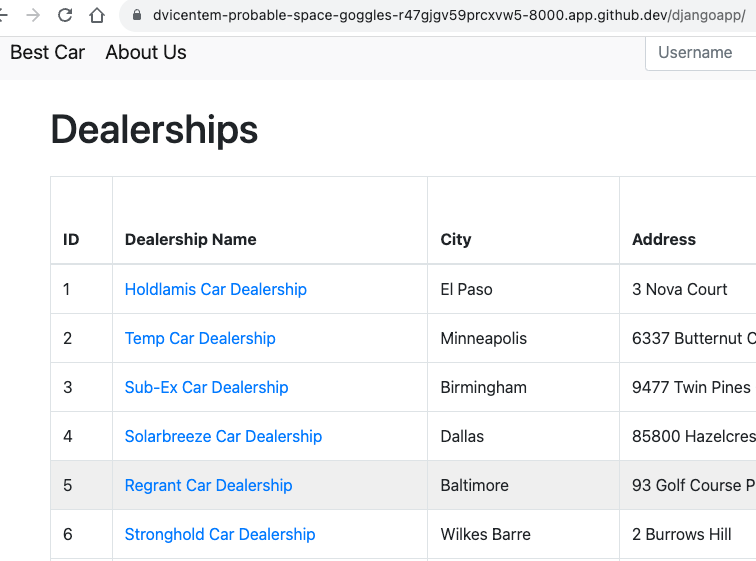 dvicentem-probable-space-goggles-r47gjgv59prcxvw5-8000.app.github.dev/djangoapp/
Best Car About Us Username
Dealerships
ID Dealership Name City Address
1 Holdlamis Car Dealership El Paso 3 Nova Court
2 Temp Car Dealership Minneapolis 6337 Butternut C
3 Sub-Ex Car Dealership Birmingham 9477 Twin Pines
4 Solarbreeze Car Dealership Dallas 85800 Hazelcres
5 Regrant Car Dealership Baltimore 93 Golf Course P
6 Stronghold Car Dealership Wilkes Barre 2 Burrows Hill